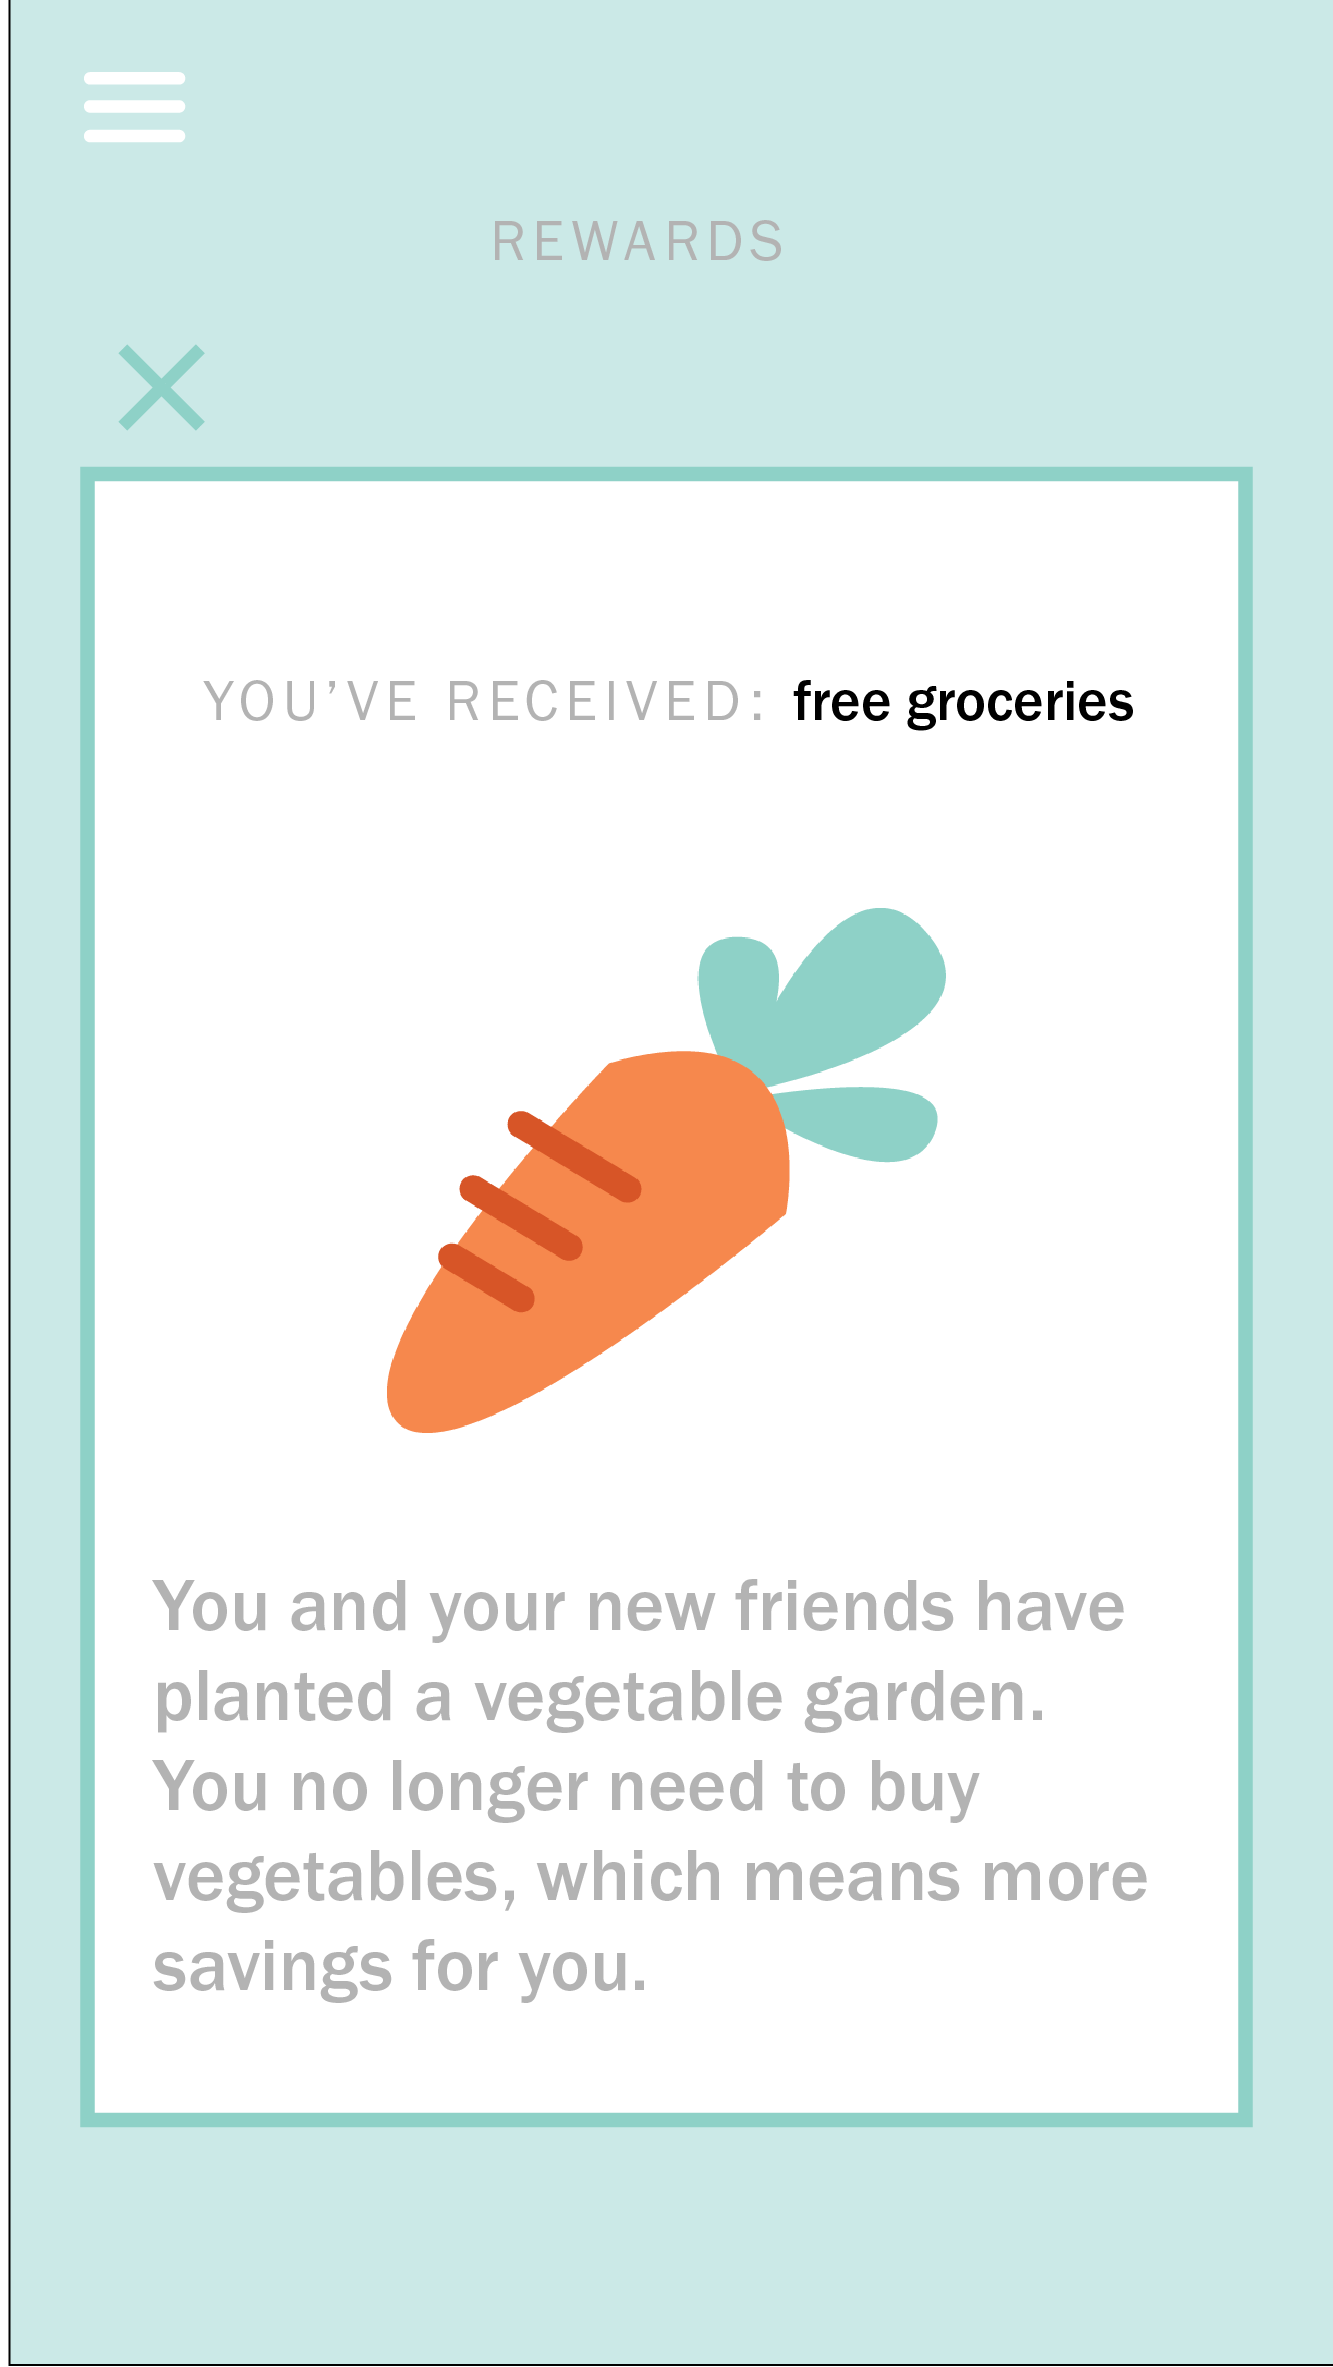 REWARDS
YOU’VE RECEIVED: free groceries
You and your new friends have
planted a vegetable garden.
You no longer need to buy
vegetables, which means more
savings for you.